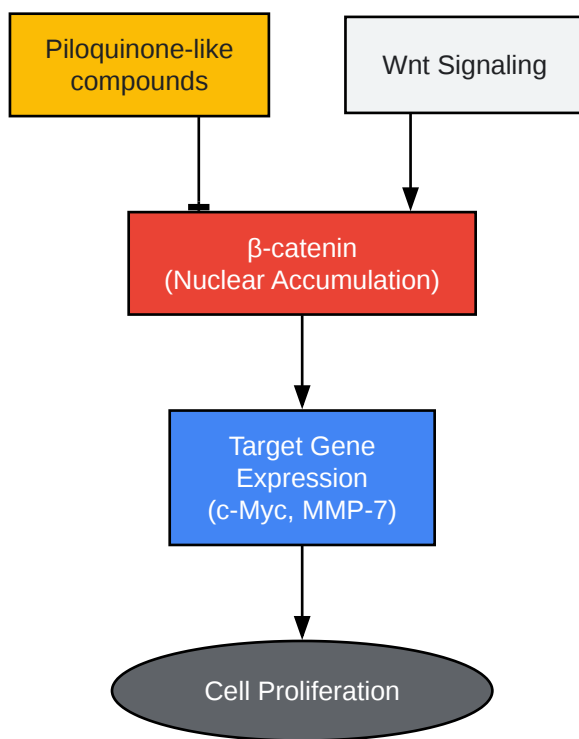 Piloquinone-like
compounds
Wnt Signaling
β-catenin
(Nuclear Accumulation)
Target Gene
Expression
(c-Myc, MMP-7)
Cell Proliferation